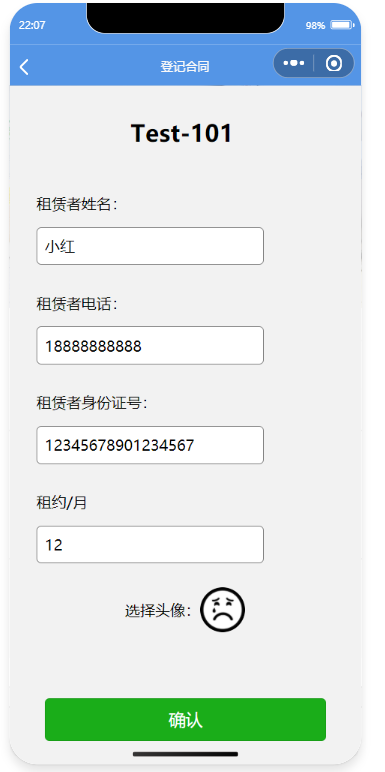 22:07
98%
登记合同
Test-101
租赁者姓名：
小红
租赁者电话：
18888888888
租赁者身份证号：
12345678901234567
租约/月
12
选择头像：
确认